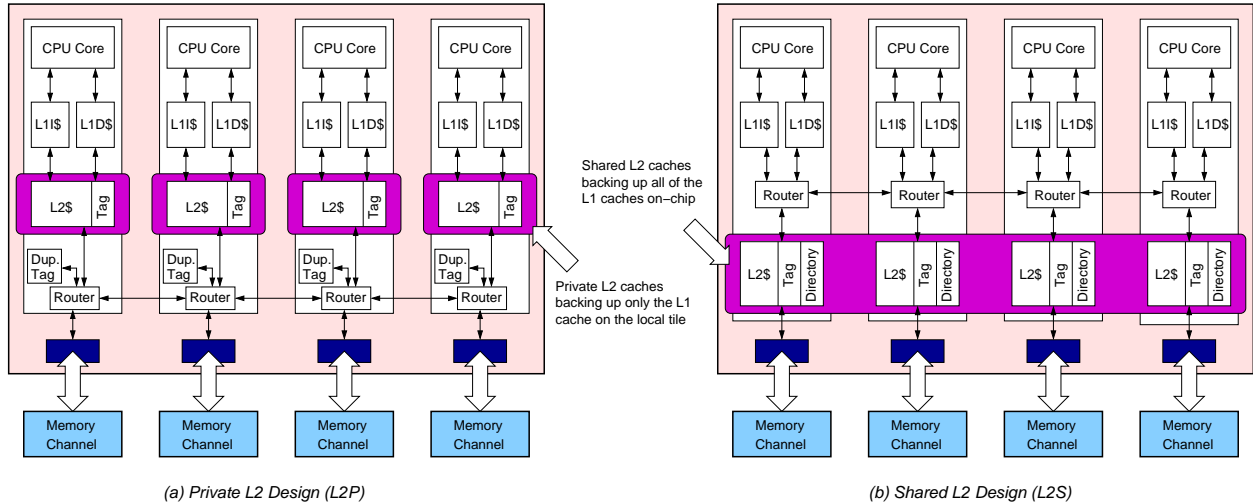 CPU Core
CPU Core
CPU Core
CPU Core
L1I$
L1D$
L1I$
L1D$
L1I$
L1D$
L1I$
L1D$
L2$
Tag
L2$
Tag
L2$
Tag
L2$
Tag
Dup.
Tag
Dup.
Tag
Dup.
Tag
Dup.
Tag
Router
Router
Router
Router
Memory
Channel
Memory
Channel
Memory
Channel
Memory
Channel
(a) Private L2 Design (L2P)
Shared L2 caches
backing up all of the
L1 caches on−chip
Private L2 caches
backing up only the L1
cache on the local tile
CPU Core
CPU Core
CPU Core
CPU Core
L1I$
L1D$
L1I$
L1D$
L1I$
L1D$
L1I$
L1D$
Router
Router
Router
Router
L2$
Tag
Directory
L2$
Tag
Directory
L2$
Tag
Directory
L2$
Tag
Directory
Memory
Channel
Memory
Channel
Memory
Channel
Memory
Channel
(b) Shared L2 Design (L2S)